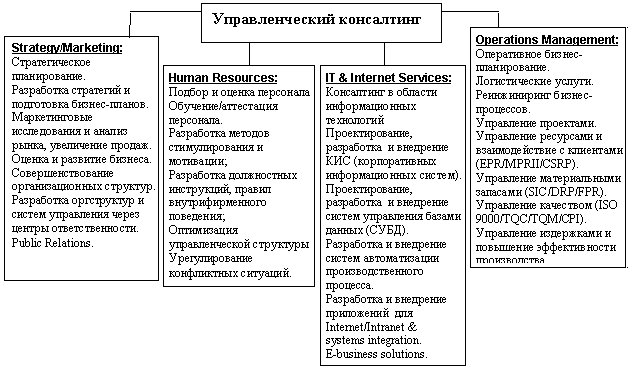 Управленческий консалтинг
Strategy/Marketing:
Стратегическое
планирование.
Разработка стратегий и
подготовка бизнес-планов.
Маркетинговые
исследования и анализ
рынка, увеличение продаж.
Оценка и развитие бизнеса.
Совершенствование
организационных структур.
Разработка оргструктур и
систем управления через
центры ответственности.
Public Relations.
Human Resources:
Подбор и оценка персонала
Обучение/аттестация
персонала.
Разработка методов
стимулирования и
мотивации;
Разработка должностных
инструкций, правил
внутрифирменного
поведения;
Оптимизация
управленческой структуры
Урегулирование
конфликтных ситуаций.
IT & Internet Services:
Консалтинг в области
информационных
технологий
Проектирование,
разработка и внедрение
КИС (корпоративных
информационных систем).
Проектирование,
разработка и внедрение
систем управления базами
данных (СУБД).
Разработка и внедрение
систем автоматизации
производственного
процесса.
Разработка и внедрение
приложений для
Internet/Intranet &
systems integration.
E-business solutions.
Operations Management:
Оперативное бизнес-
планирование.
Логистические услуги.
Реинжиниринг бизнес-
процессов.
Управление проектами.
Управление ресурсами и
взаимодействие с клиентами
(EPR/MPRII/CSRP).
Управление материальными
запасами (SIC/DRP/FPR).
Управление качеством (ISO
9000/TQC/TQM/CPI).
Управление издержками и
повышение эффективности
производства